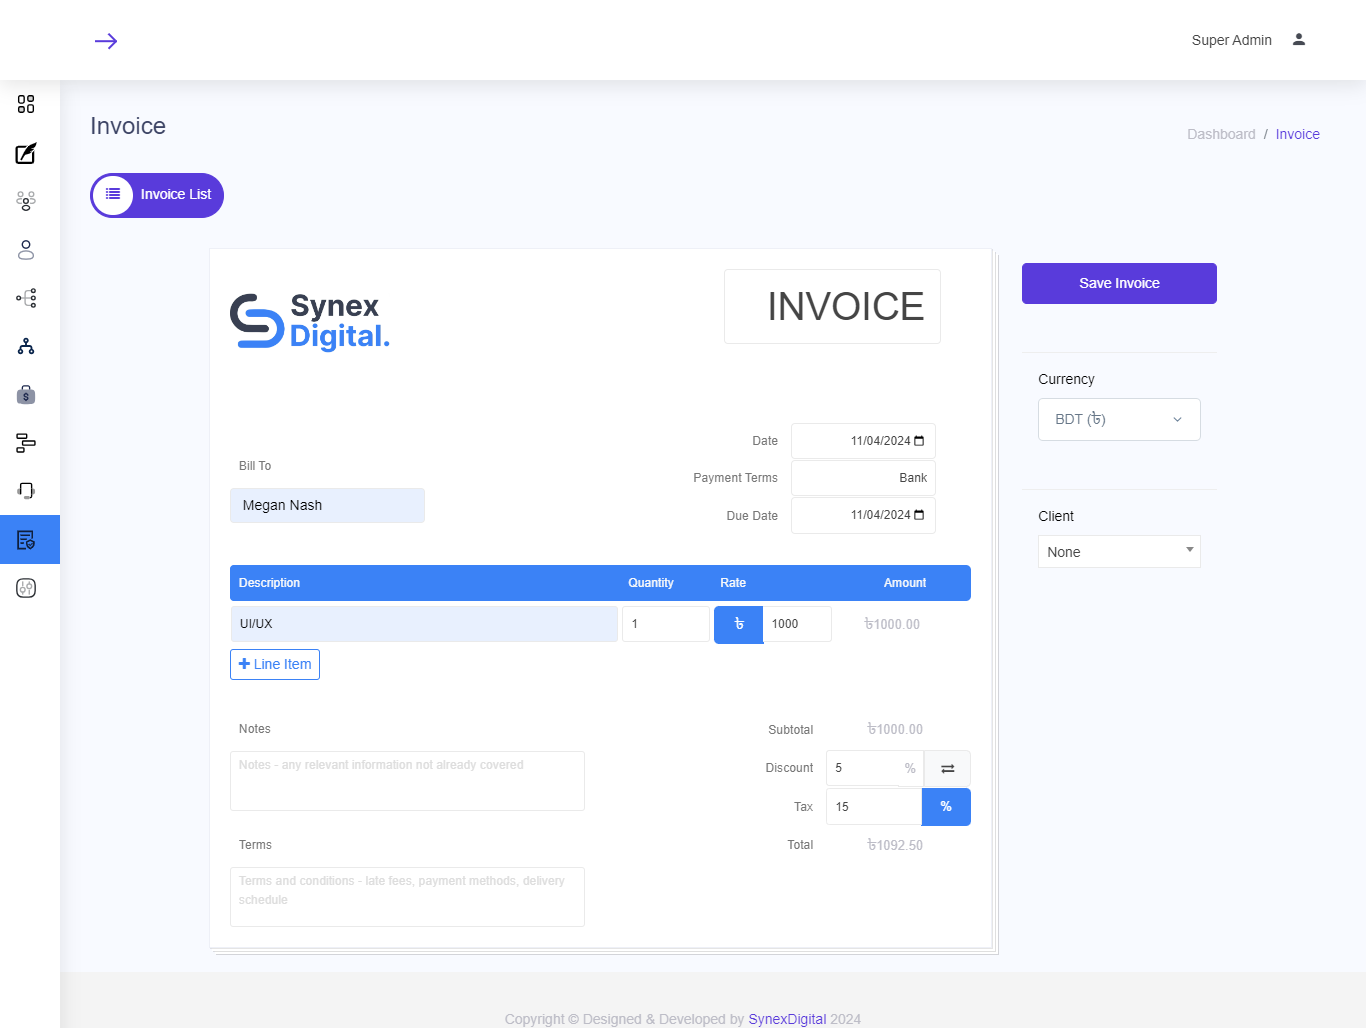 Super Admin
Invoice
Dashboard / Invoice
Invoice List
Synex
Digital.
INVOICE
Save Invoice
Currency
BDT (৳)
Date 11/04/2024
Bill To
Payment Terms Bank
Megan Nash
Due Date 11/04/2024
Client
None
Description Quantity Rate Amount
UI/UX 1 ৳ 1000 ৳1000.00
Line Item
Notes
Notes - any relevant information not already covered
Subtotal ৳1000.00
Discount 5 %
Tax 15 %
Total ৳1092.50
Terms
Terms and conditions - late fees, payment methods, delivery
schedule
Copyright © Designed & Developed by SynexDigital 2024